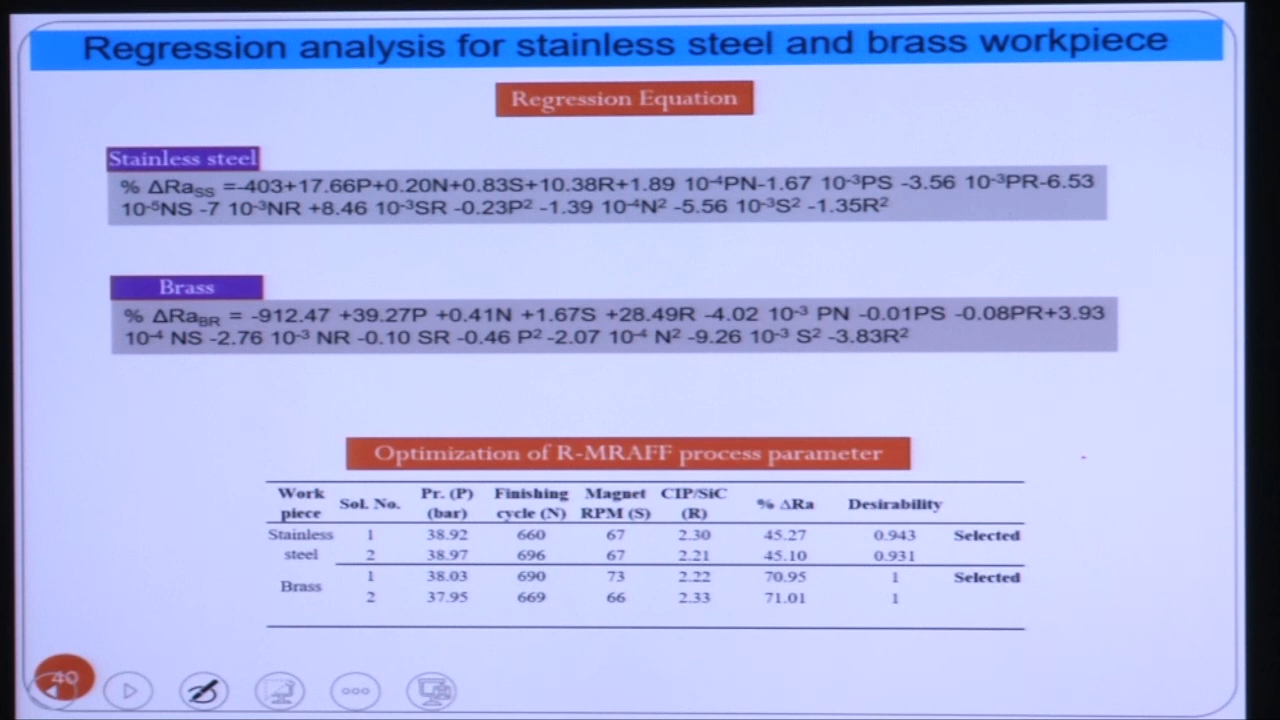 Regression analysis for stainless steel and brass workpiece
Regression Equation
Stainless steel
% ΔRaSS =-403+17.66P+0.20N+0.83S+10.38R+1.89 10⁻⁴PN-1.67 10⁻³PS -3.56 10⁻³PR-6.53
10⁻⁵NS -7 10⁻³NR +8.46 10⁻³SR -0.23P² -1.39 10⁻⁴N² -5.56 10⁻³S² -1.35R²
Brass
% ΔRaBR = -912.47 +39.27P +0.41N +1.67S +28.49R -4.02 10⁻³ PN -0.01PS -0.08PR+3.93
10⁻⁴ NS -2.76 10⁻³ NR -0.10 SR -0.46 P² -2.07 10⁻⁴ N² -9.26 10⁻³ S² -3.83R²
Optimization of R-MRAFF process parameter
Work piece Sol. No. Pr. (P) (bar) Finishing cycle (N) Magnet RPM (S) CIP/SiC (R) % ΔRa Desirability
Stainless steel 1 38.92 660 67 2.30 45.27 0.943 Selected
2 38.97 696 67 2.21 45.10 0.931
Brass 1 38.03 690 73 2.22 70.95 1 Selected
2 37.95 669 66 2.33 71.01 1
40